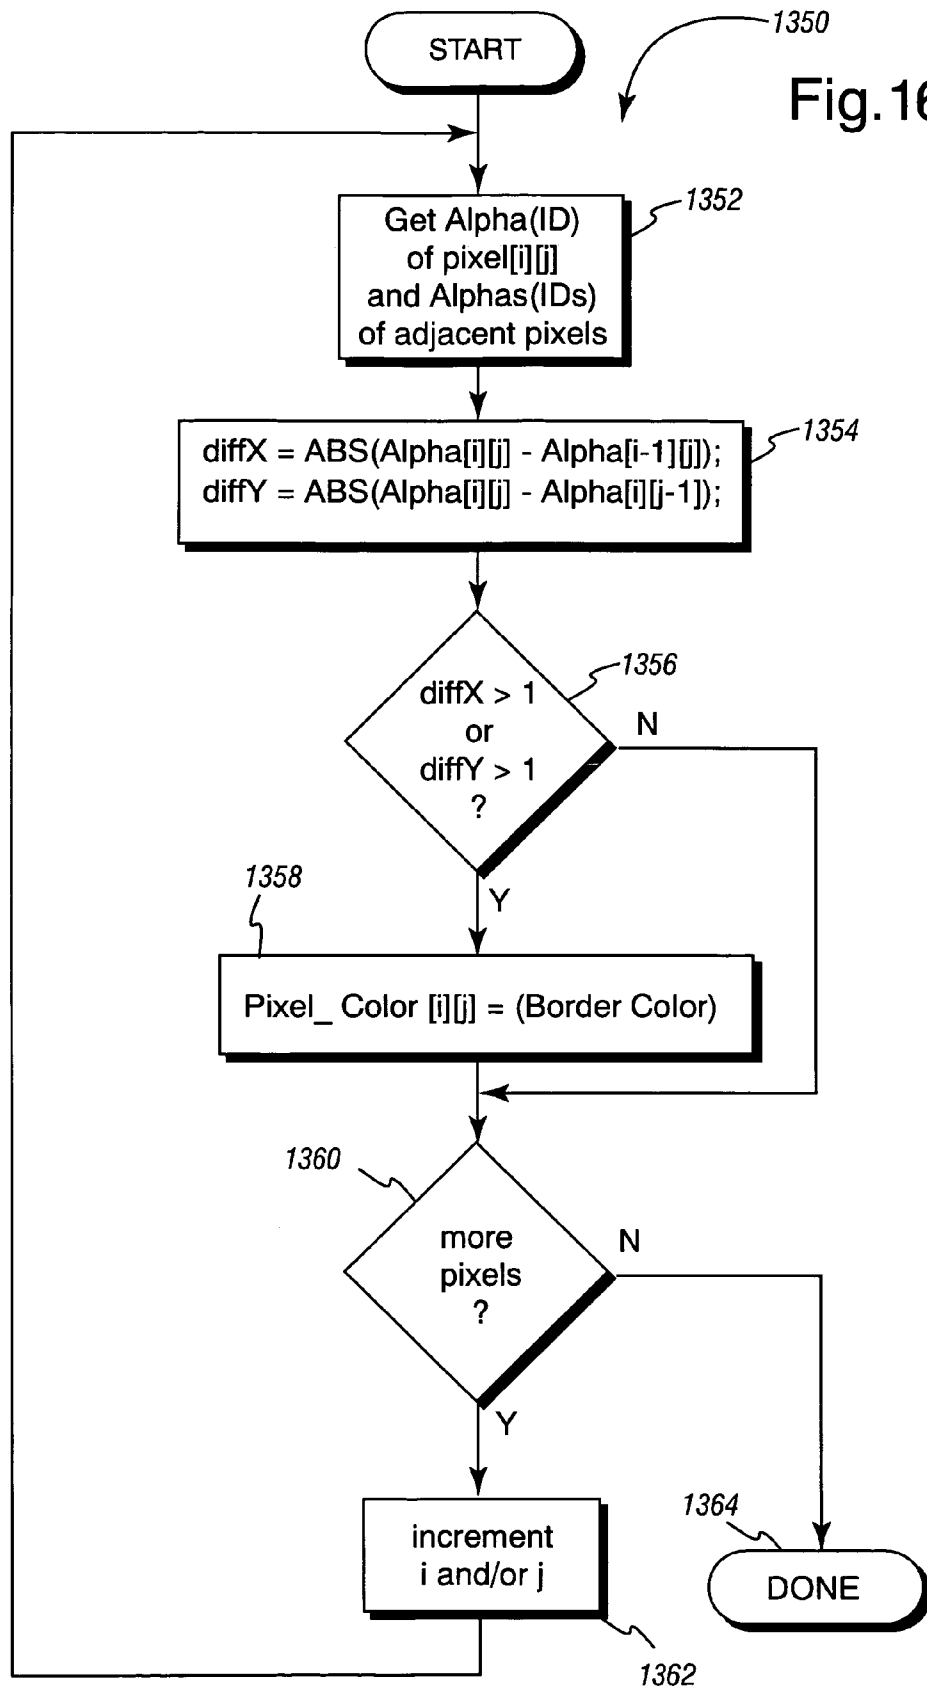 START
1350
Fig.16
1352
Get Alpha(ID)
of pixel[i][j]
and Alphas(IDs)
of adjacent pixels
1354
diffX = ABS(Alpha[i][j] - Alpha[i-1][j]);
diffY = ABS(Alpha[i][j] - Alpha[i][j-1]);
1356
diffX > 1
or
diffY > 1
?
N
Y
1358
Pixel_ Color [i][j] = (Border Color)
1360
more
pixels
?
N
Y
increment
i and/or j
1362
1364
DONE